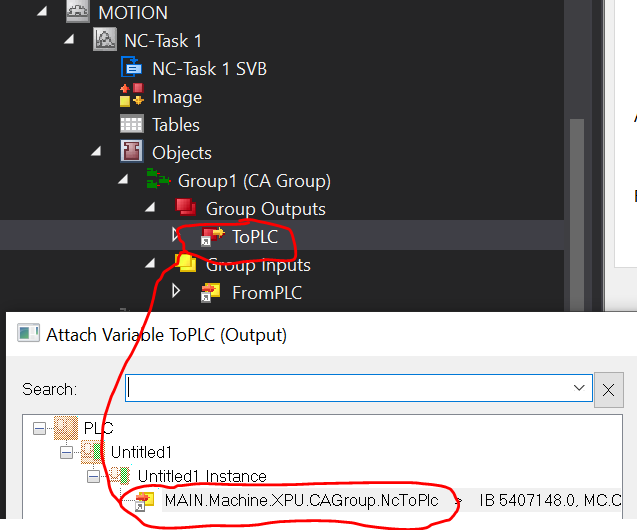 MOTION
NC-Task 1
NC-Task 1 SVB
Image
Tables
Objects
Group1 (CA Group)
Group Outputs
ToPLC
Group Inputs
FromPLC
Attach Variable ToPLC (Output)
Search:
PLC
Untitled1
Untitled1 Instance
MAIN.Machine.XPU.CAGroup.NcToPlc > IB 5407148.0, MC.C